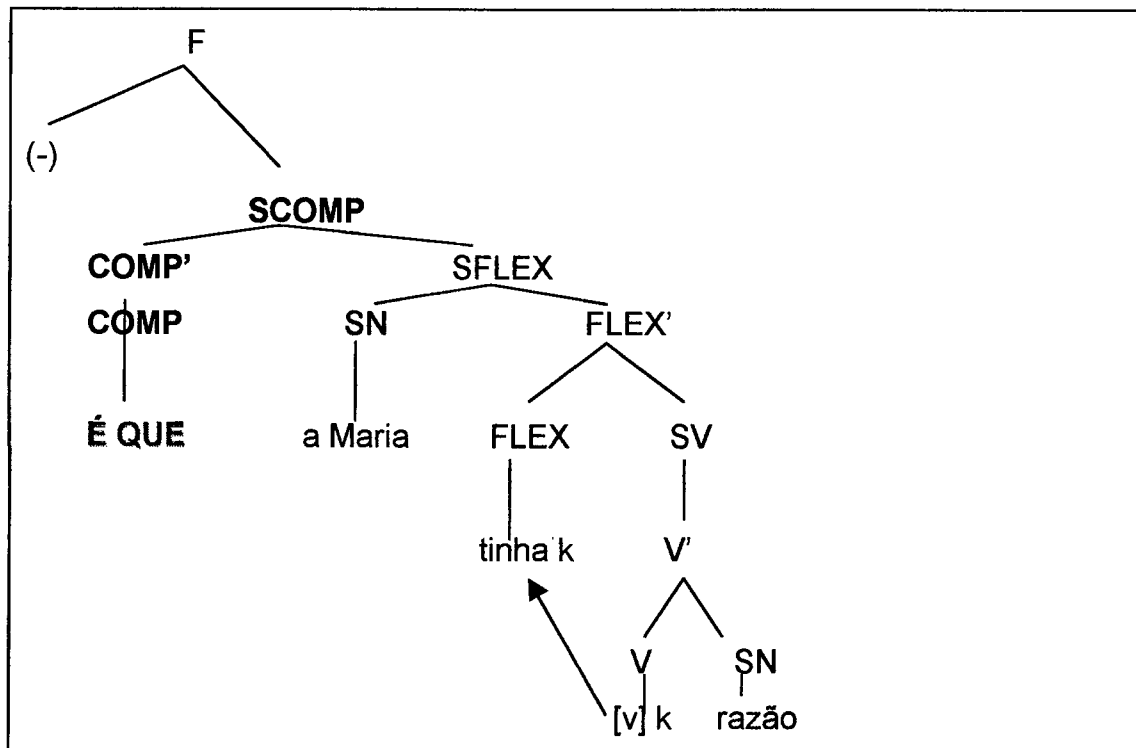 F
(-)
SCOMP
COMP' SFLEX
COMP SN FLEX'
É QUE a Maria FLEX SV
tinha k V'
V SN
[v] k razão